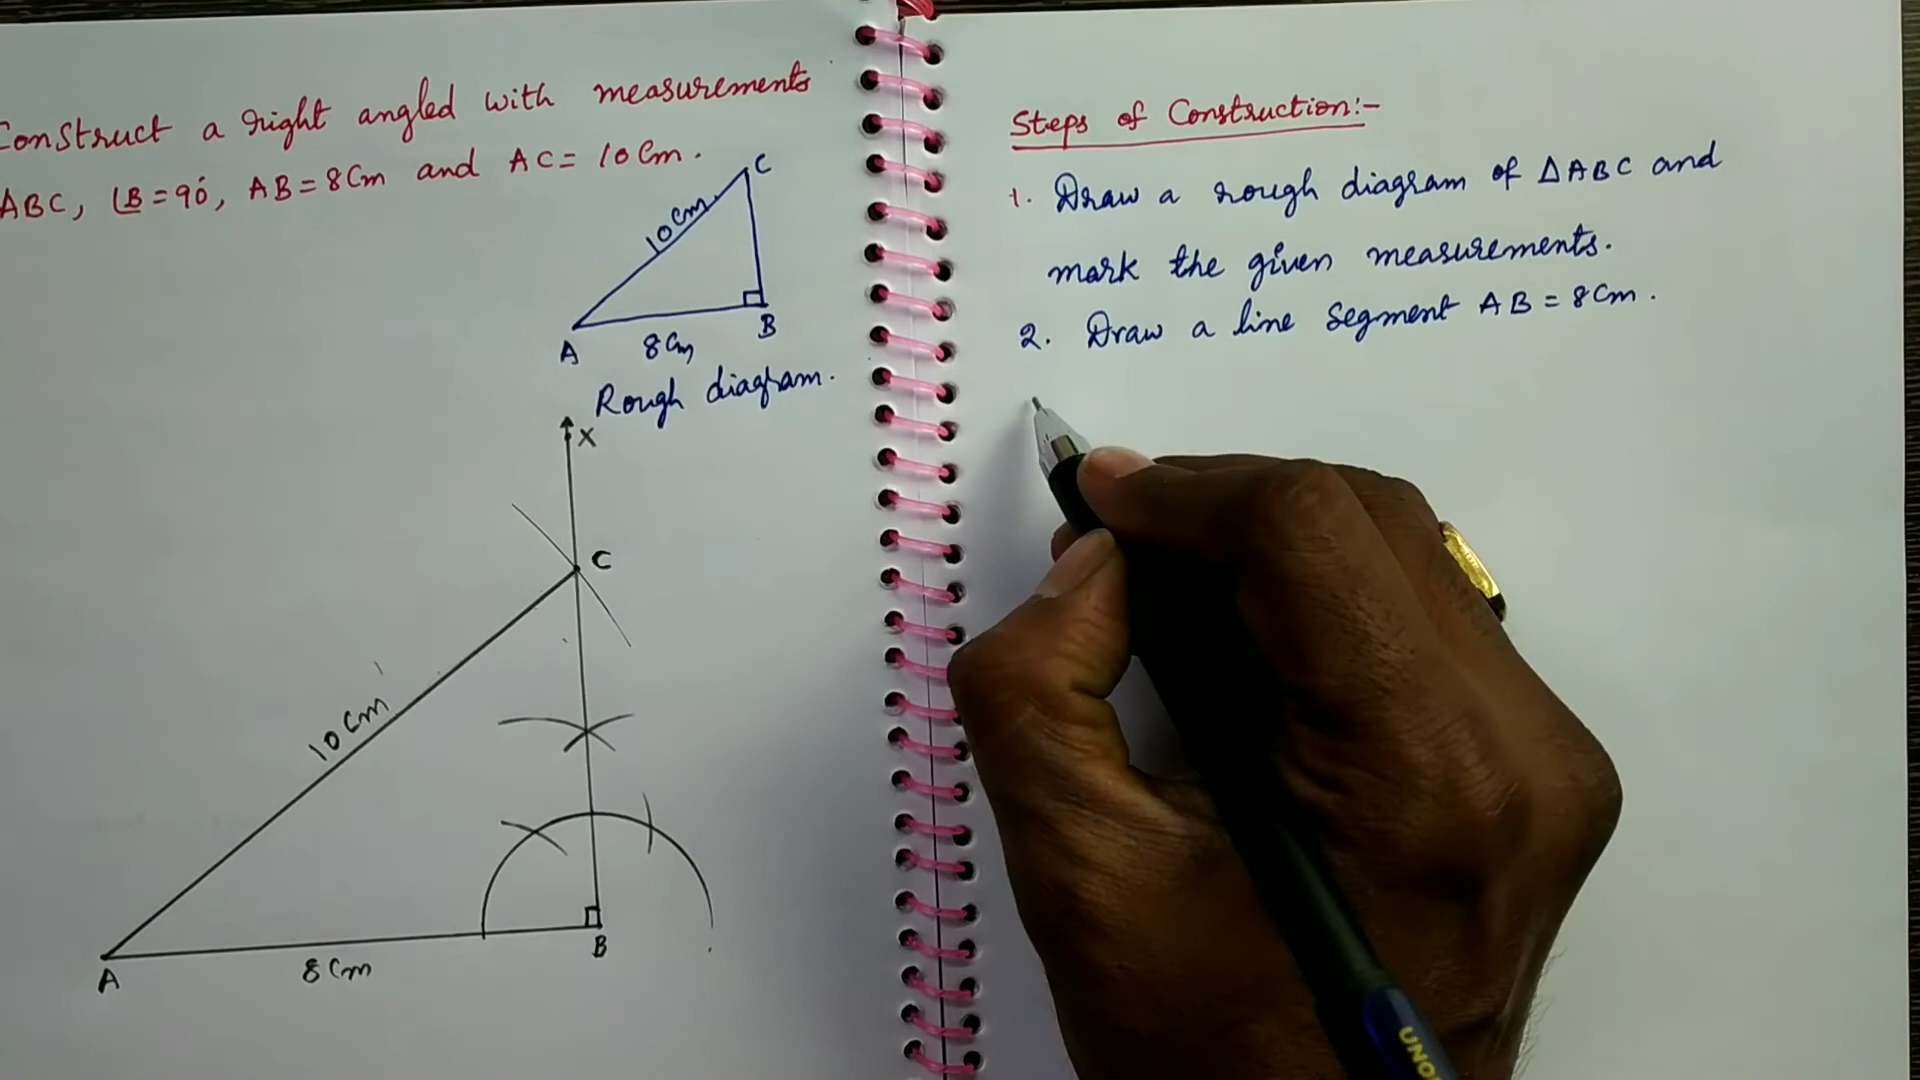 Construct a right angled with measurements
ABC, ∠B = 90°, AB = 8 Cm and AC = 10 Cm.
C
10 Cm
A
8 Cm
B
Rough diagram.
X
C
10 Cm
A
8 Cm
B
Steps of Construction:-
1. Draw a rough diagram of ΔABC and
mark the given measurements.
2. Draw a line segment AB = 8 Cm.